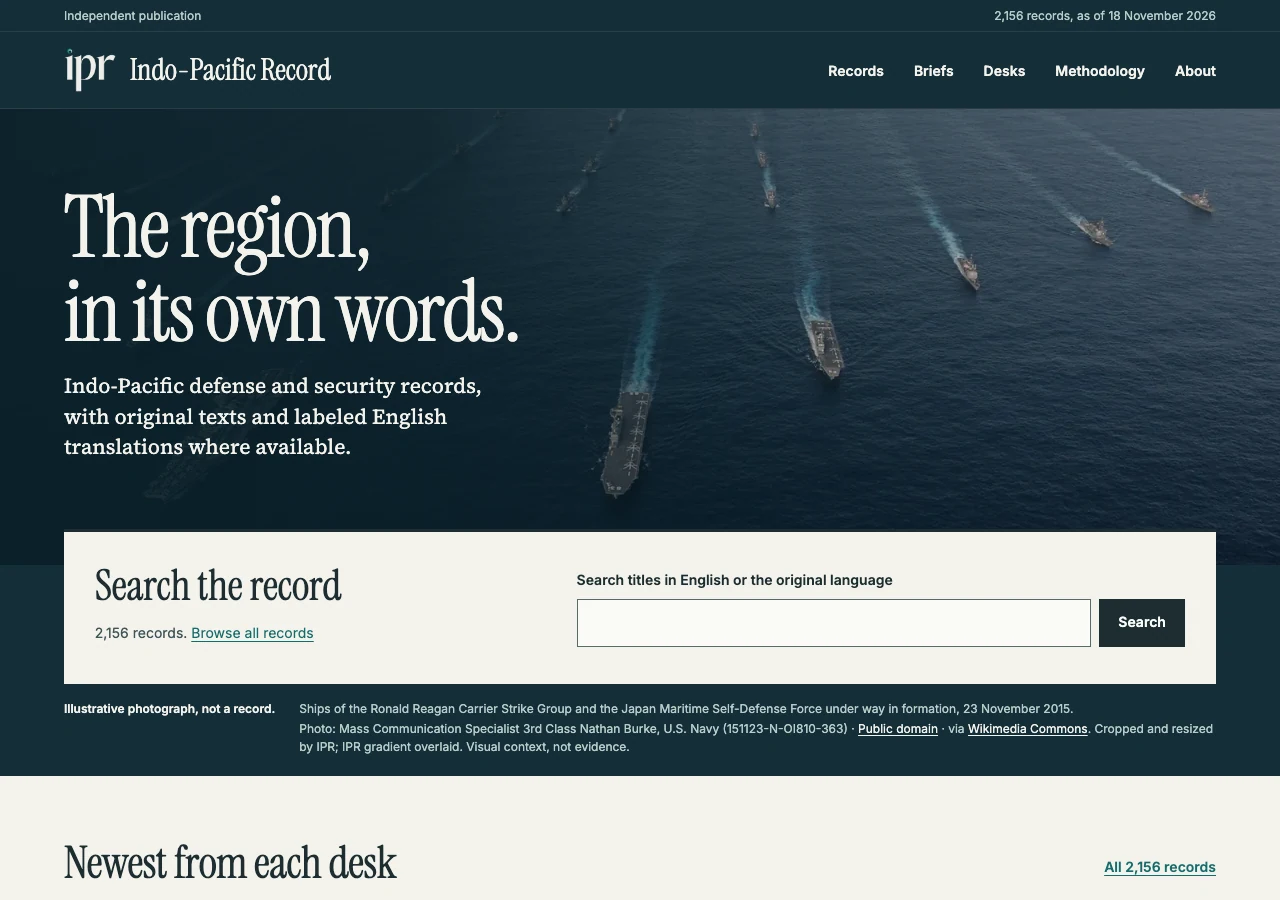 Independent publication
2,156 records, as of 18 November 2026
ipr Indo-Pacific Record
Records Briefs Desks Methodology About
The region,
in its own words.
Indo-Pacific defense and security records,
with original texts and labeled English
translations where available.
Search the record
2,156 records. Browse all records
Search titles in English or the original language
Search
Illustrative photograph, not a record.
Ships of the Ronald Reagan Carrier Strike Group and the Japan Maritime Self-Defense Force under way in formation, 23 November 2015.
Photo: Mass Communication Specialist 3rd Class Nathan Burke, U.S. Navy (151123-N-OI810-363) · Public domain · via Wikimedia Commons. Cropped and resized
by IPR; IPR gradient overlaid. Visual context, not evidence.
Newest from each desk
All 2,156 records